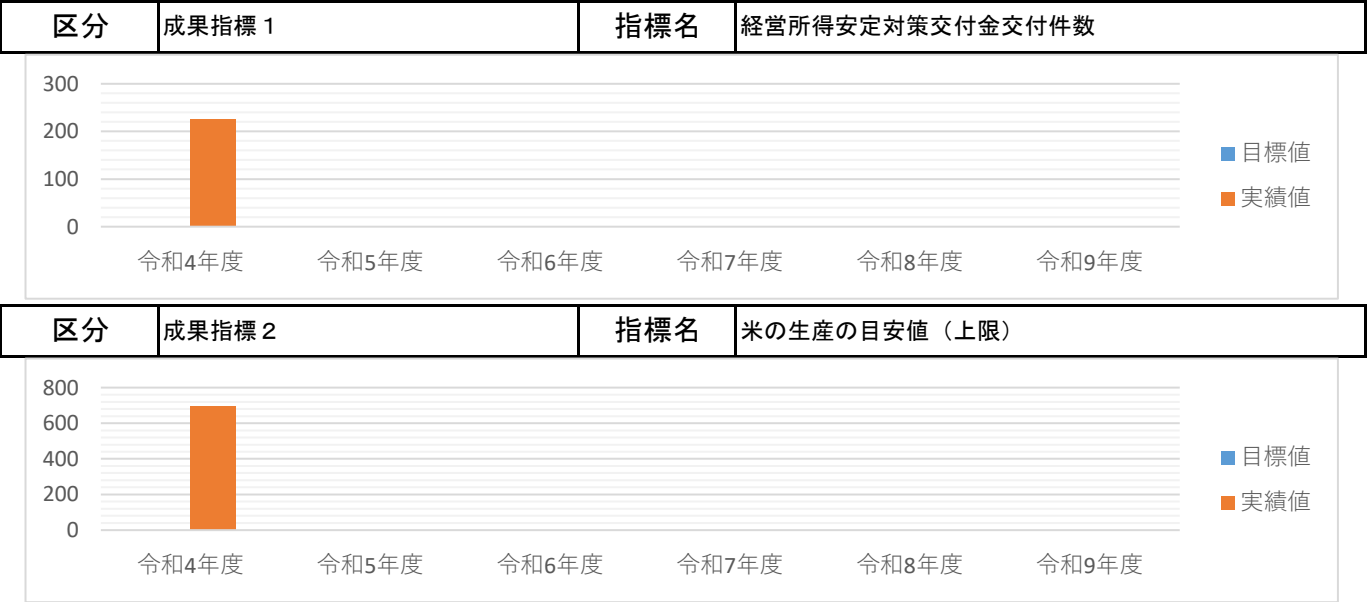 区分 成果指標１ 指標名 経営所得安定対策交付金交付件数
300
200
100
0
目標値
実績値
令和4年度 令和5年度 令和6年度 令和7年度 令和8年度 令和9年度
区分 成果指標２ 指標名 米の生産の目安値（上限）
800
600
400
200
0
目標値
実績値
令和4年度 令和5年度 令和6年度 令和7年度 令和8年度 令和9年度